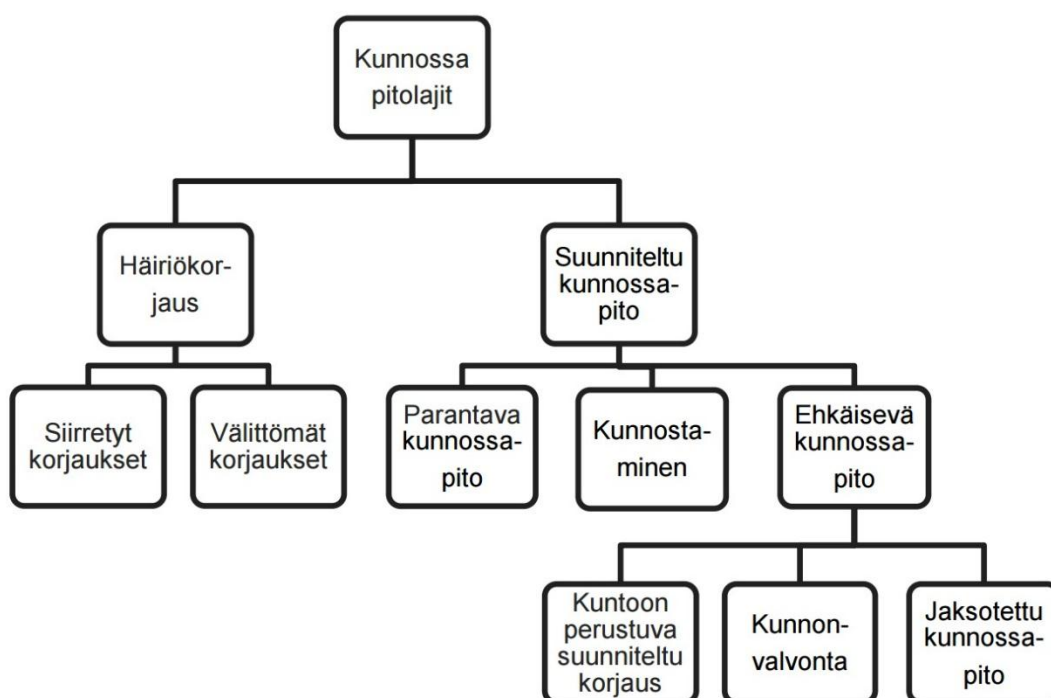 Kunnossa
pitolajit
Häiriökor-
jaus
Suunniteltu
kunnossa-
pito
Siirretyt
korjaukset
Välittömät
korjaukset
Parantava
kunnossa-
pito
Kunnosta-
minen
Ehkäisevä
kunnossa-
pito
Kuntoon
perustuva
suunniteltu
korjaus
Kunnon-
valvonta
Jaksotettu
kunnossa-
pito